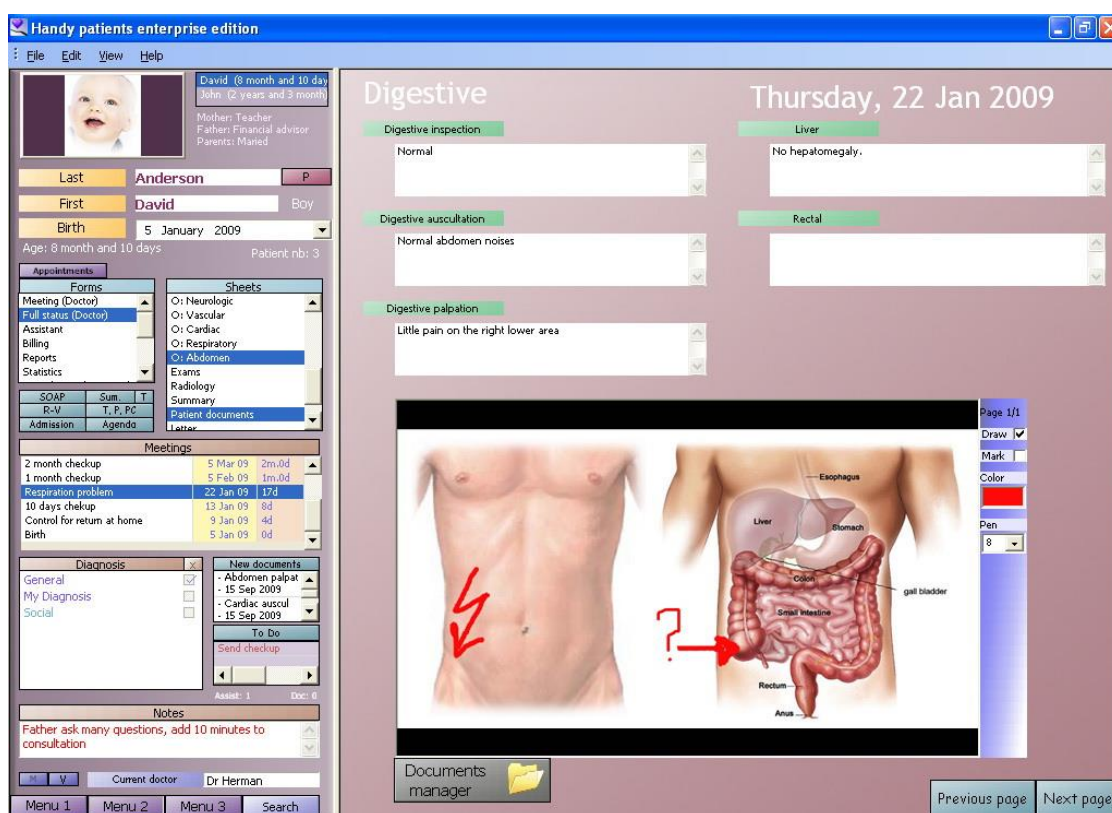 Handy patients enterprise edition
File Edit View Help
David (8 month and 10 day
John (2 years and 3 month
Mother: Teacher
Father: Financial advisor
Parents: Maried
Last Anderson P
First David Boy
Birth 5 January 2009
Age: 8 month and 10 days
Patient nb: 3
Appointments
Forms
Meeting (Doctor)
Full status (Doctor)
Assistant
Billing
Reports
Statistics
Sheets
O: Neurologic
O: Vascular
O: Cardiac
O: Respiratory
O: Abdomen
Exams
Radiology
Summary
Patient documents
Letter
SOAP Sum. T
R-V T, P, PC
Admission Agenda
Meetings
2 month checkup 5 Mar 09 2m.0d
1 month checkup 5 Feb 09 1m.0d
Respiration problem 22 Jan 09 17d
10 days chekup 13 Jan 09 8d
Control for return at home 9 Jan 09 4d
Birth 5 Jan 09 0d
Diagnosis X
General
My Diagnosis
Social
New documents
- Abdomen palpat
- 15 Sep 2009
- Cardiac auscul
- 15 Sep 2009
To Do
Send checkup
Assist: 1 Doc: 6
Notes
Father ask many questions, add 10 minutes to
consultation
M V Current doctor Dr Herman
Menu 1 Menu 2 Menu 3 Search
Digestive
Thursday, 22 Jan 2009
Digestive inspection
Normal
Liver
No hepatomegaly.
Digestive auscultation
Normal abdomen noises
Rectal
Digestive palpation
Little pain on the right lower area
Esophagus
Liver
Stomach
Colon
gall bladder
Small Intestine
?
Rectum
Anus
Page 1/1
Draw
Mark
Color
Pen
8
Documents
manager
Previous page Next page